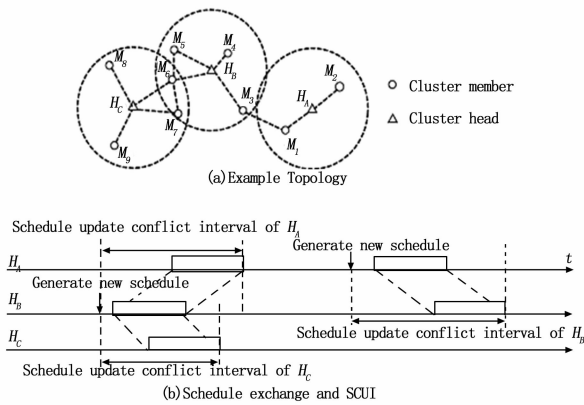 M5
M4
M8
HB
M6
M2
HC
M3
HA
M7
M1
M9
Cluster member
Cluster head
(a)Example Topology
Schedule update conflict interval of HA
Generate new schedule
HA
t
Generate new schedule
HB
Schedule update conflict interval of HB
HC
Schedule update conflict interval of HC
(b)Schedule exchange and SCUI